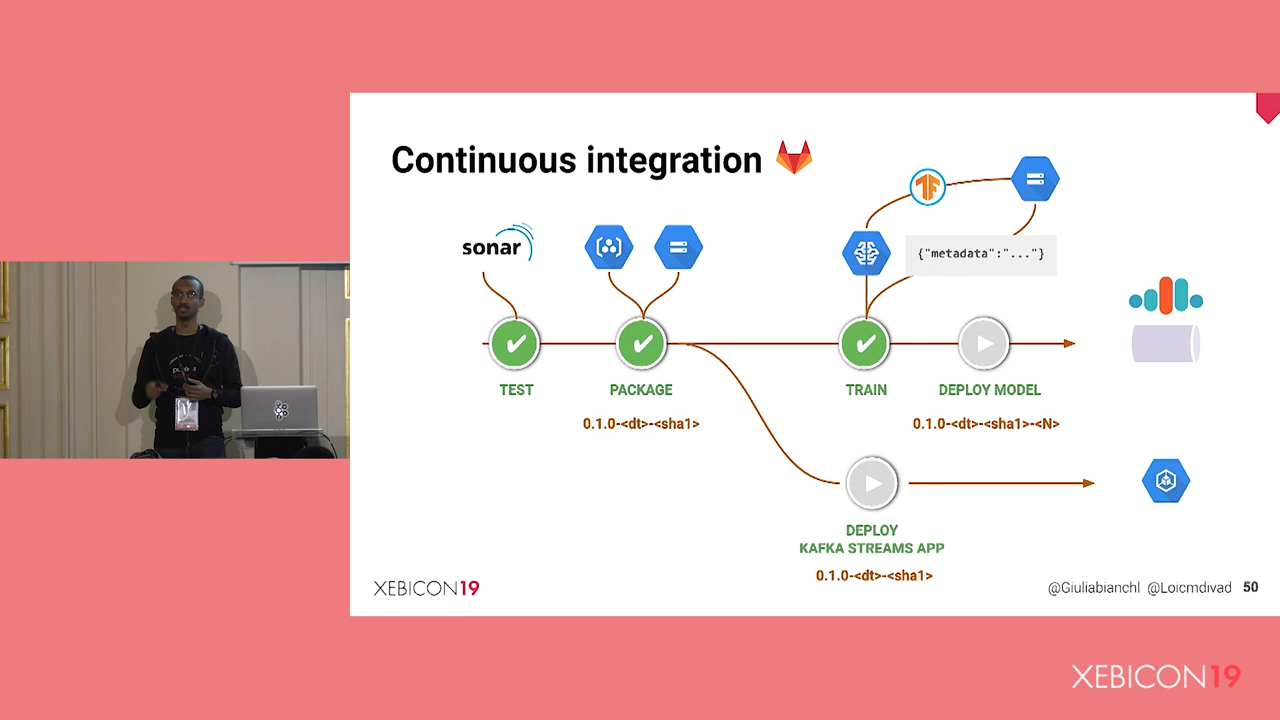 Continuous integration
sonar
TF
{"metadata":"..."}
TEST
PACKAGE
TRAIN
DEPLOY MODEL
0.1.0-<dt>-<sha1>
0.1.0-<dt>-<sha1>-<N>
DEPLOY
KAFKA STREAMS APP
0.1.0-<dt>-<sha1>
XEBICON19
@Giuliabianchl @Loicmdivad 50
XEBICON19